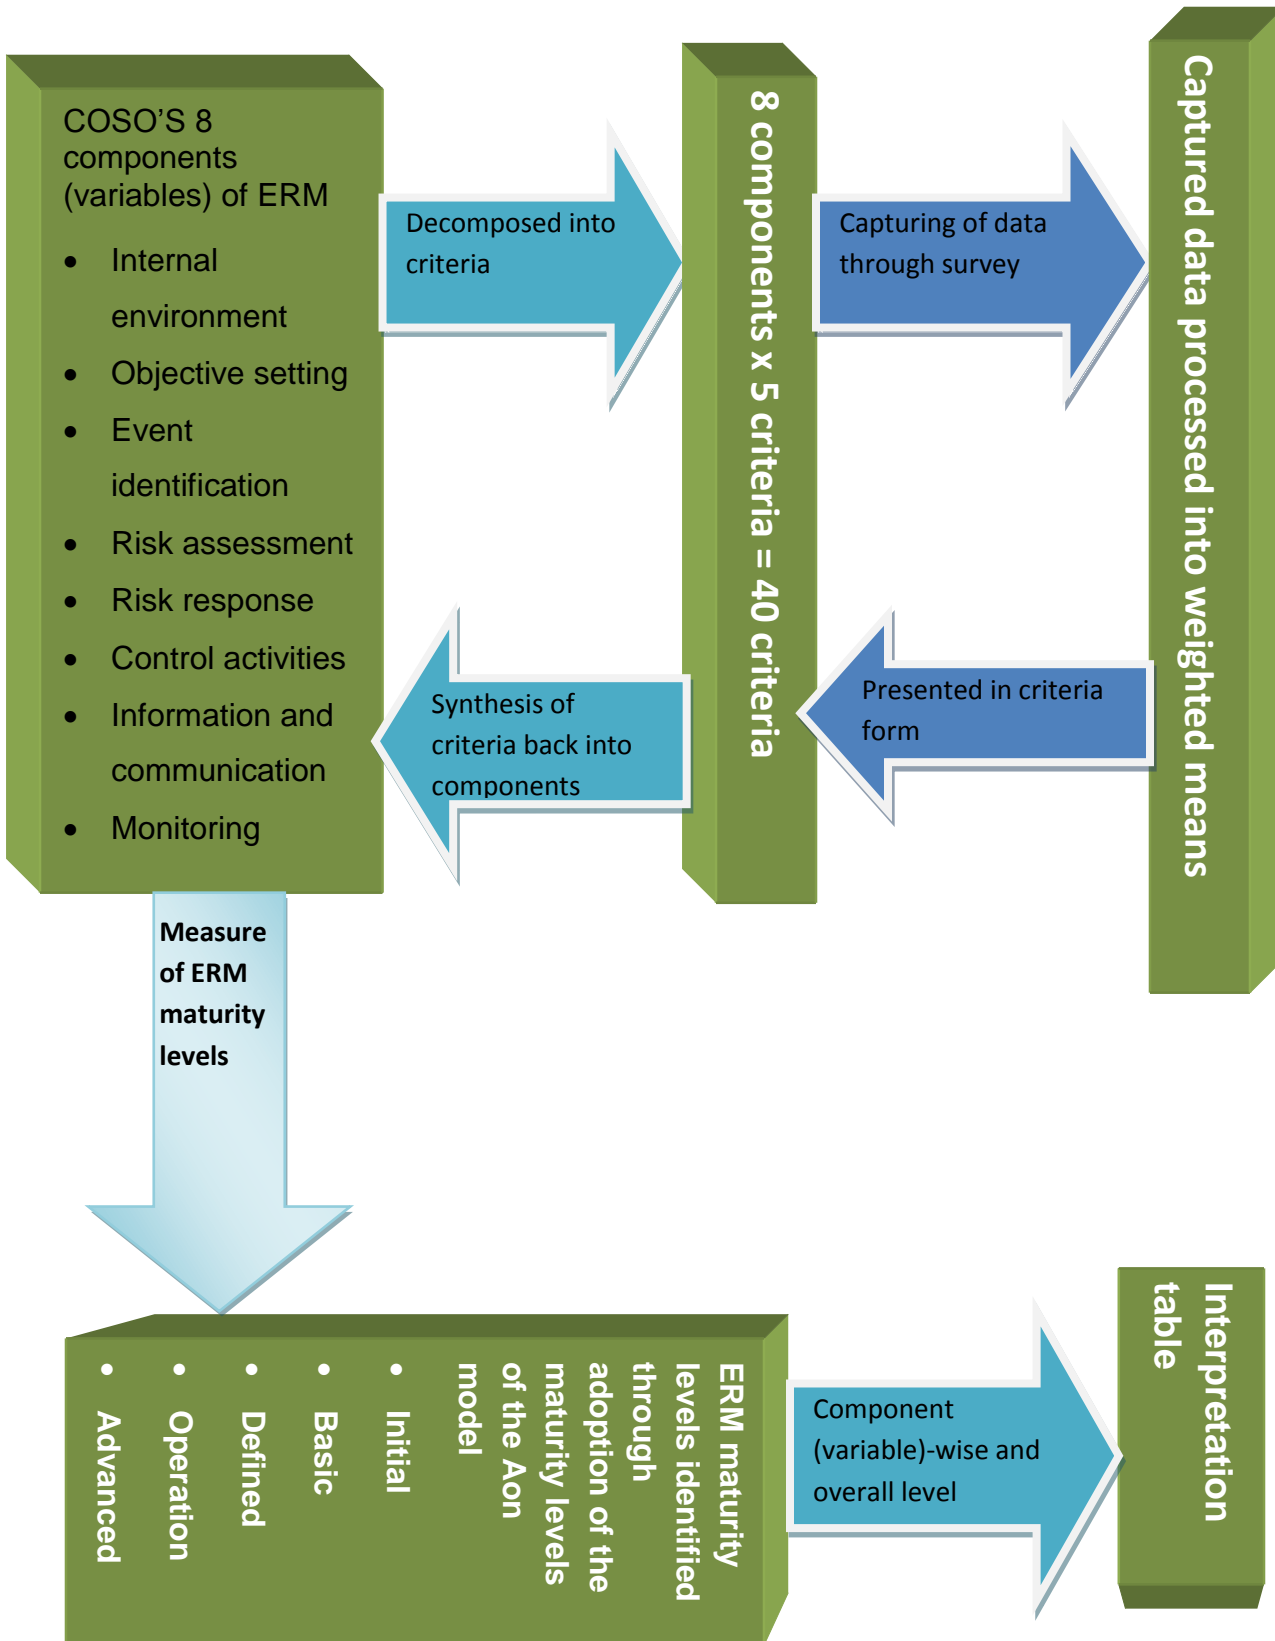 COSO’S 8
components
(variables) of ERM
• Internal
environment
• Objective setting
• Event
identification
• Risk assessment
• Risk response
• Control activities
• Information and
communication
• Monitoring
Decomposed into
criteria
8 components x 5 criteria = 40 criteria
Capturing of data
through survey
Captured data processed into weighted means
Presented in criteria
form
Synthesis of
criteria back into
components
Measure
of ERM
maturity
levels
ERM maturity
levels identified
through
adoption of the
maturity levels
of the Aon
model
• Initial
• Basic
• Defined
• Operation
• Advanced
Component
(variable)-wise and
overall level
Interpretation
table